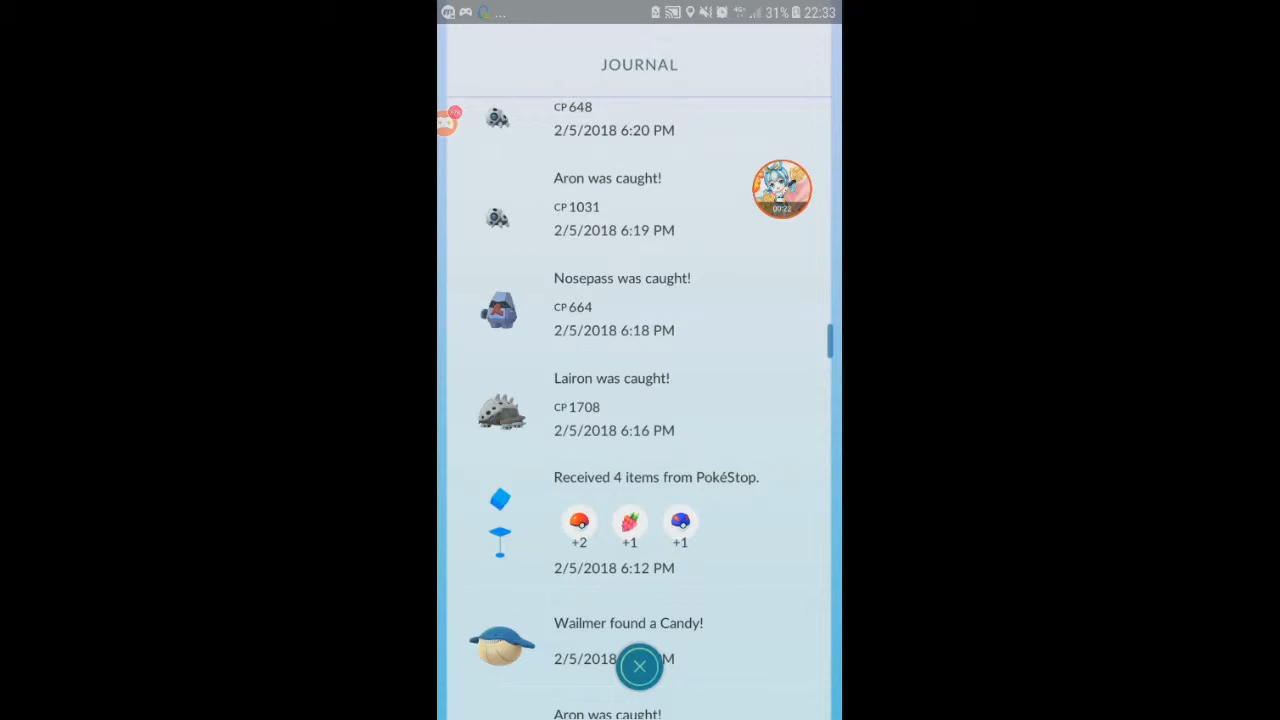 ... 4G+ 31% 22:33
JOURNAL
CP 648
2/5/2018 6:20 PM
Aron was caught!
CP 1031
2/5/2018 6:19 PM
00:22
Nosepass was caught!
CP 664
2/5/2018 6:18 PM
Lairon was caught!
CP 1708
2/5/2018 6:16 PM
Received 4 items from PokéStop.
+2 +1 +1
2/5/2018 6:12 PM
Wailmer found a Candy!
2/5/2018 M
Aron was caught!